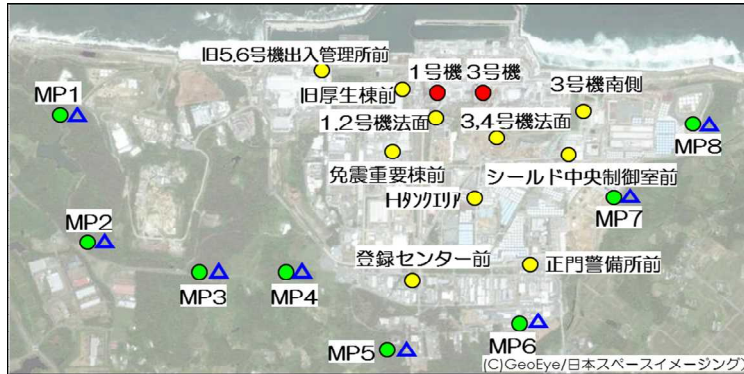 旧5.6号機出入管理所前
1号機
3号機
MP1
旧厚生棟前
3号機南側
1.2号機法面
3,4号機法面
MP8
免震重要棟前
シールド中央制御室前
Hﾀﾝｸｴﾘｱ
MP7
MP2
登録センター前
正門警備所前
MP3
MP4
MP6
MP5
(C)GeoEye/日本スペースイメージング